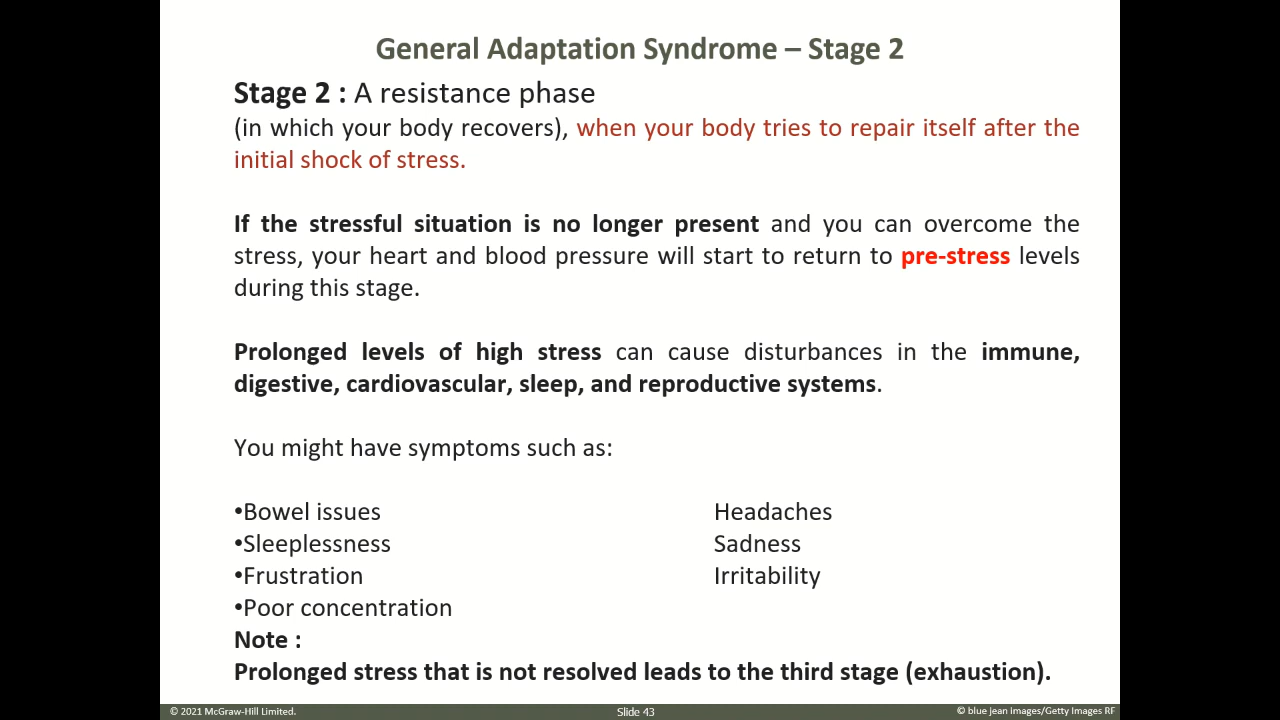 General Adaptation Syndrome – Stage 2
Stage 2 : A resistance phase
(in which your body recovers), when your body tries to repair itself after the
initial shock of stress.
If the stressful situation is no longer present and you can overcome the
stress, your heart and blood pressure will start to return to pre-stress levels
during this stage.
Prolonged levels of high stress can cause disturbances in the immune,
digestive, cardiovascular, sleep, and reproductive systems.
You might have symptoms such as:
•Bowel issues Headaches
•Sleeplessness Sadness
•Frustration Irritability
•Poor concentration
Note :
Prolonged stress that is not resolved leads to the third stage (exhaustion).
© 2021 McGraw-Hill Limited. Slide 43 © blue jean images/Getty Images RF